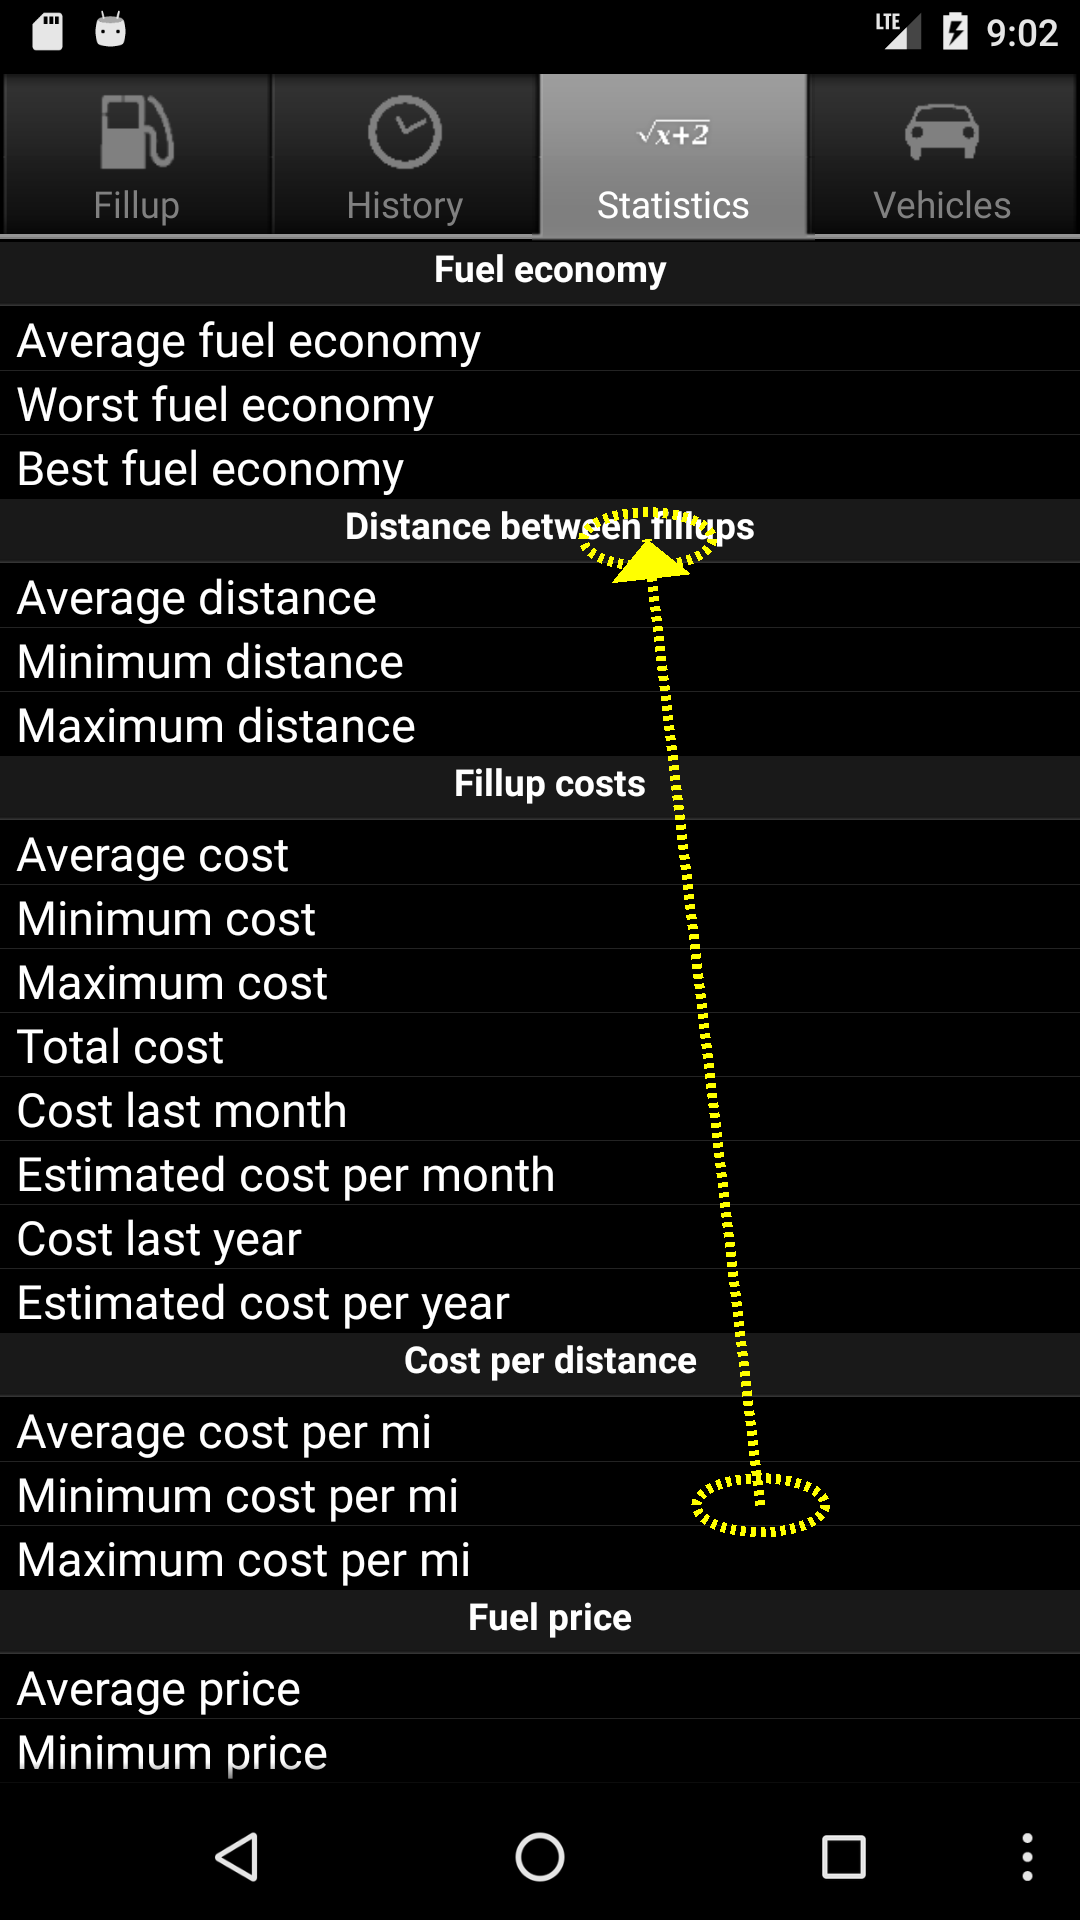 LTE 9:02
√x+2
Fillup History Statistics Vehicles
Fuel economy
Average fuel economy
Worst fuel economy
Best fuel economy
Distance between fillups
Average distance
Minimum distance
Maximum distance
Fillup costs
Average cost
Minimum cost
Maximum cost
Total cost
Cost last month
Estimated cost per month
Cost last year
Estimated cost per year
Cost per distance
Average cost per mi
Minimum cost per mi
Maximum cost per mi
Fuel price
Average price
Minimum price